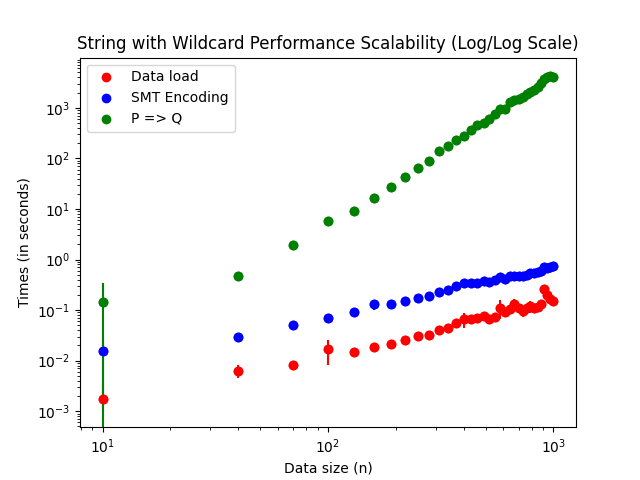 String with Wildcard Performance Scalability (Log/Log Scale)
Data load
SMT Encoding
P => Q
Times (in seconds)
10³
10²
10¹
10⁰
10⁻¹
10⁻²
10⁻³
10¹ 10² 10³
Data size (n)